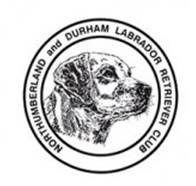 NORTHUMBERLAND and DURHAM LABRADOR RETRIEVER CLUB